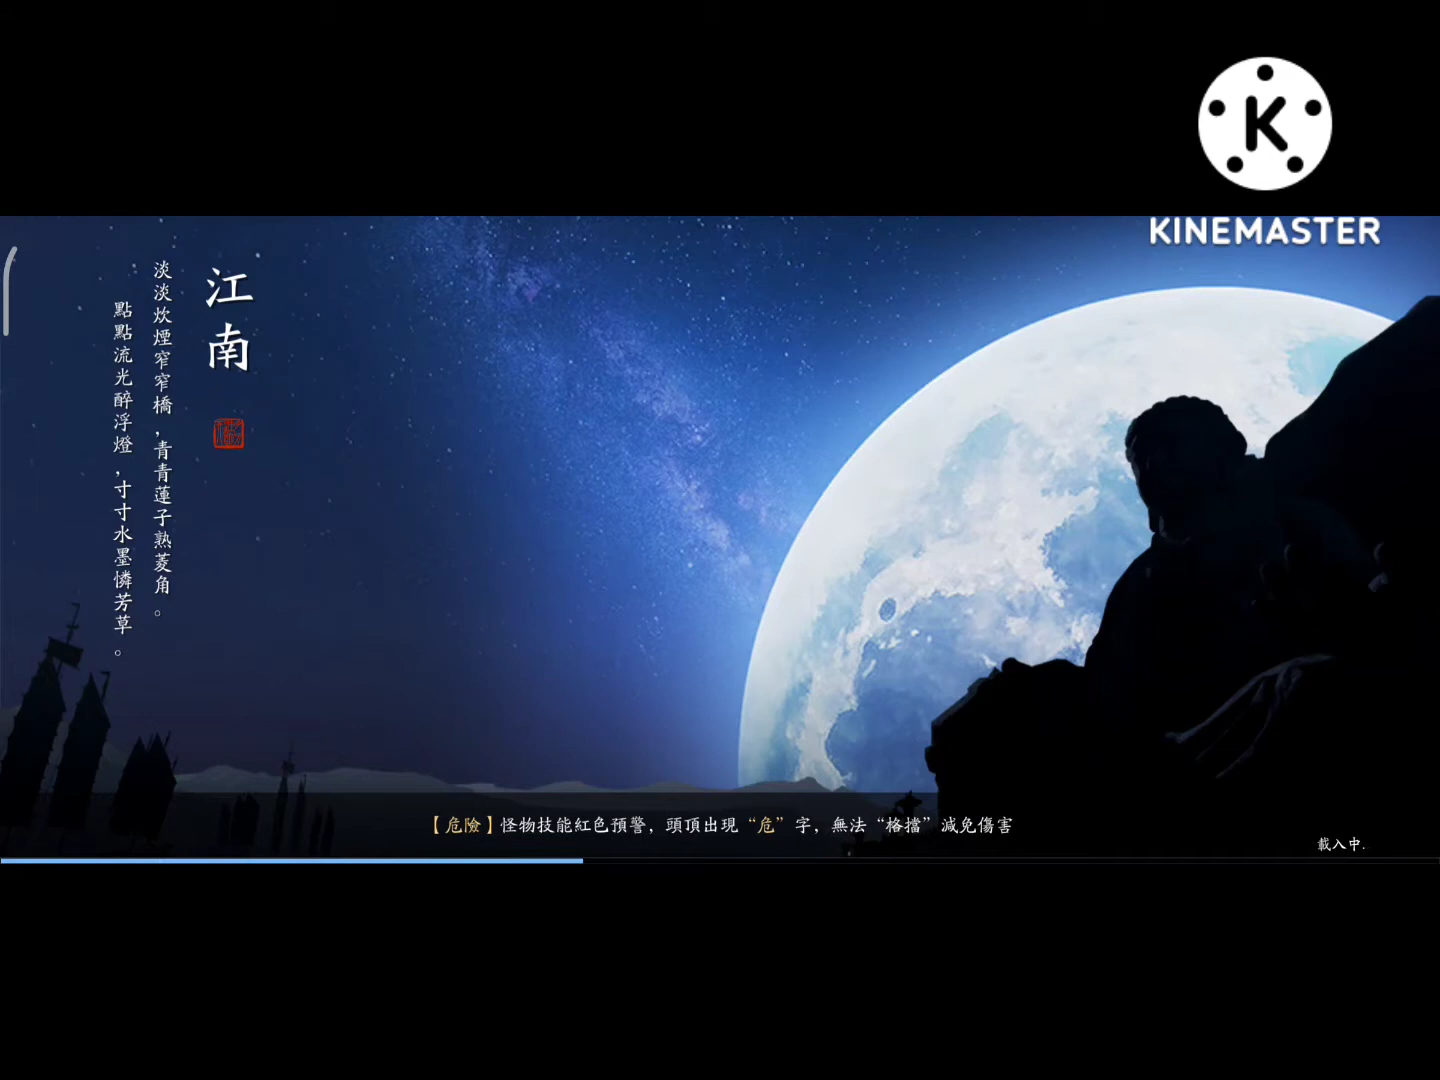 KINEMASTER
江南
淡淡炊煙窄窄橋,青青蓮子熟菱角。
點點流光醉浮燈,寸寸水墨憐芳草。
【危險】怪物技能紅色預警,頭頂出現“危”字,無法“格擋”減免傷害
載入中.